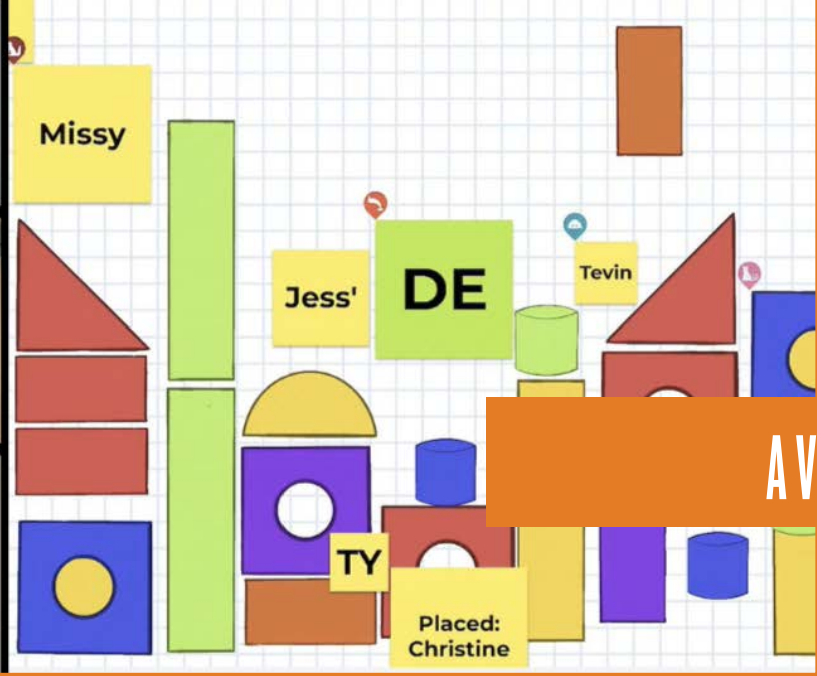 Missy
Jess'
DE
Tevin
AV
TY
Placed:
Christine